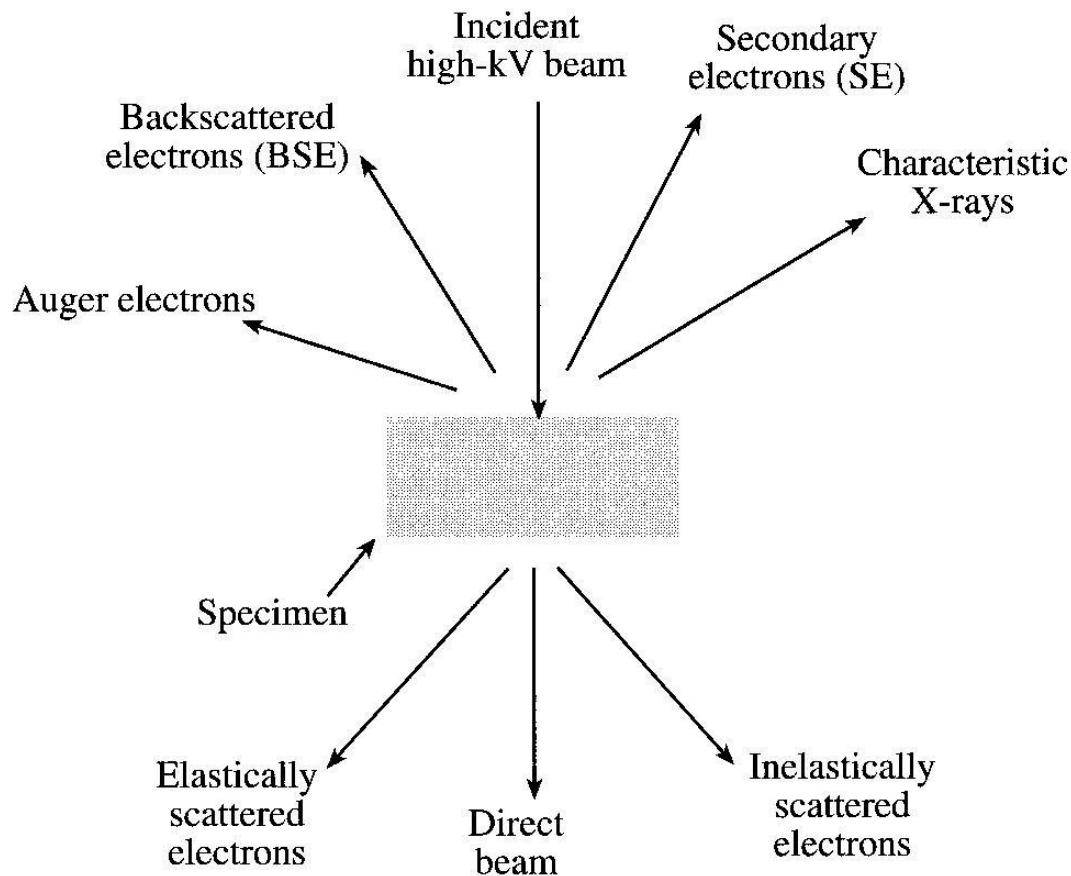 Incident
high-kV beam
Secondary
electrons (SE)
Backscattered
electrons (BSE)
Characteristic
X-rays
Auger electrons
Specimen
Elastically
scattered
electrons
Direct
beam
Inelastically
scattered
electrons